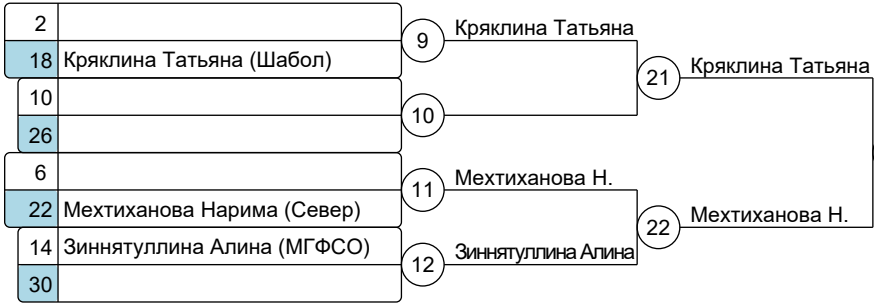 2
9 Кряклина Татьяна
18 Кряклина Татьяна (Шабол)
21 Кряклина Татьяна
10
10
26
6
11 Мехтиханова Н.
22 Мехтиханова Нарима (Север)
22 Мехтиханова Н.
14 Зиннятуллина Алина (МГФСО)
12 Зиннятуллина Алина
30